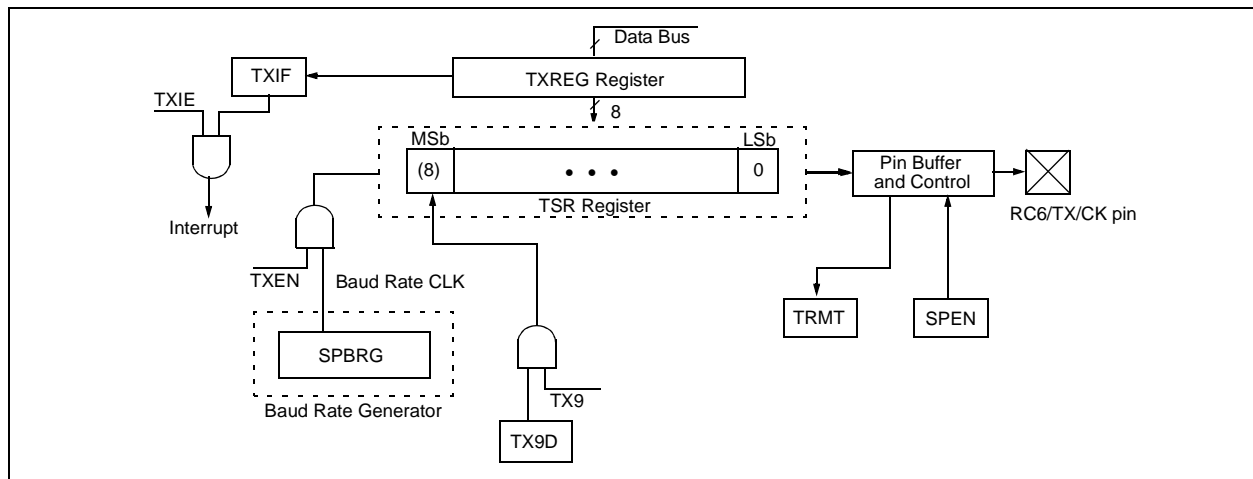 Data Bus
TXIF
TXREG Register
TXIE
8
MSb
LSb
(8)
• • •
0
Pin Buffer
and Control
TSR Register
RC6/TX/CK pin
Interrupt
TXEN
Baud Rate CLK
TRMT
SPEN
SPBRG
TX9
Baud Rate Generator
TX9D